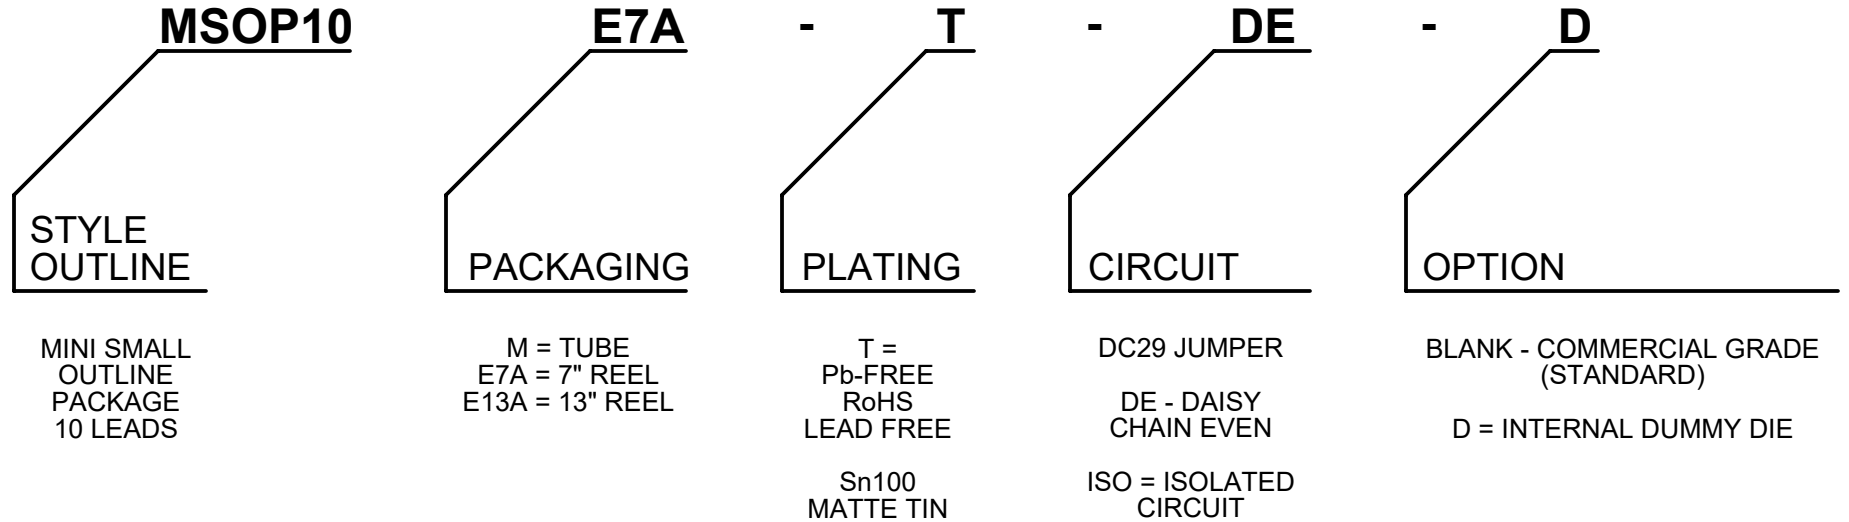 MSOP10 E7A - T - DE - D
STYLE
OUTLINE
PACKAGING
PLATING
CIRCUIT
OPTION
MINI SMALL
OUTLINE
PACKAGE
10 LEADS
M = TUBE
E7A = 7" REEL
E13A = 13" REEL
T =
Pb-FREE
RoHS
LEAD FREE
Sn100
MATTE TIN
DC29 JUMPER
DE - DAISY
CHAIN EVEN
ISO = ISOLATED
CIRCUIT
BLANK - COMMERCIAL GRADE
(STANDARD)
D = INTERNAL DUMMY DIE